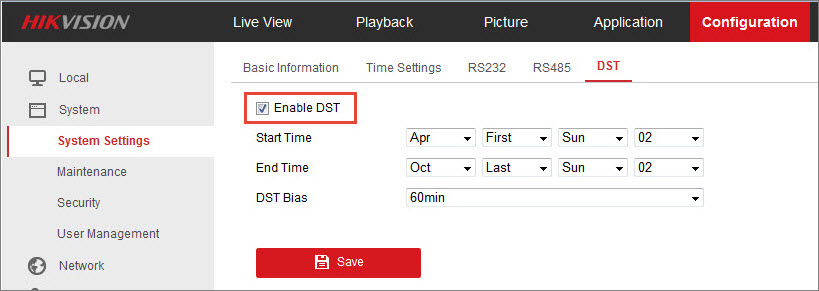 HIKVISION Live View Playback Picture Application Configuration
Basic Information Time Settings RS232 RS485 DST
Local
System
System Settings
Maintenance
Security
User Management
Network
Enable DST
Start Time Apr First Sun 02
End Time Oct Last Sun 02
DST Bias 60min
Save